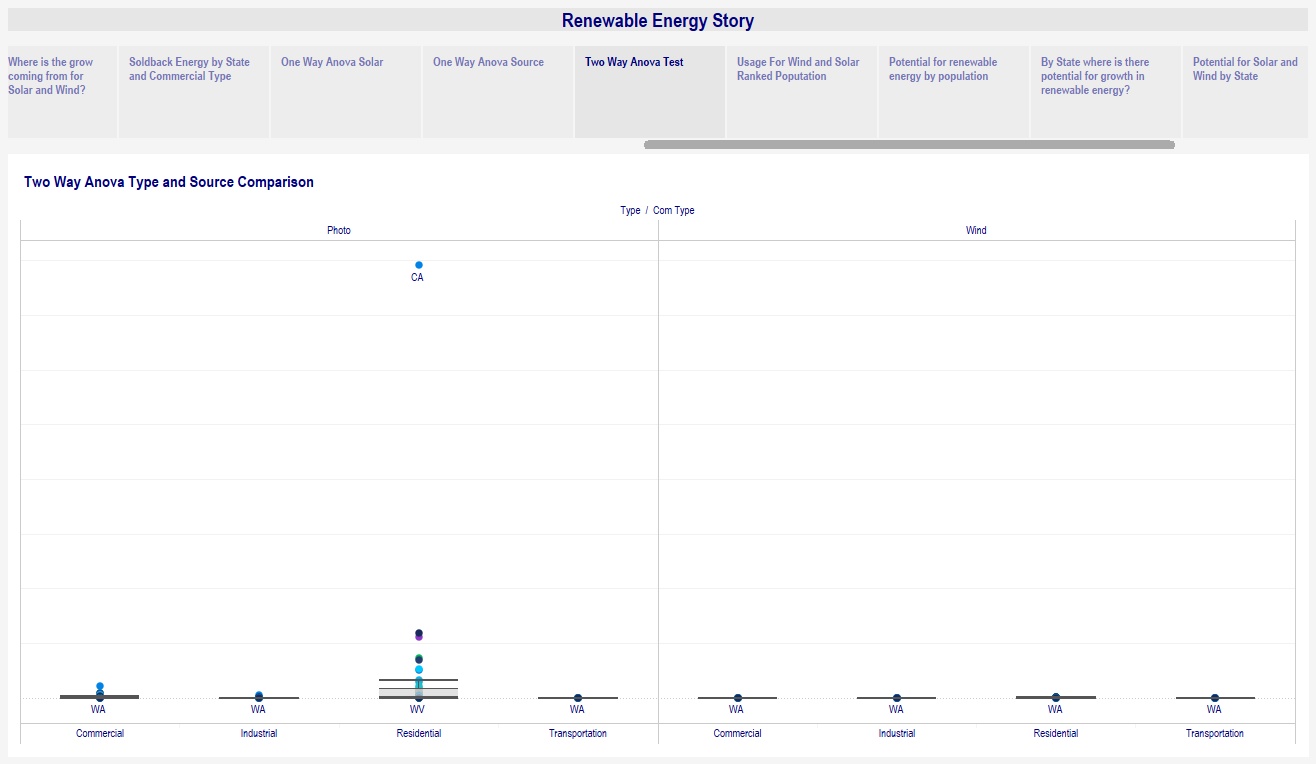 Renewable Energy Story
Where is the grow
coming from for
Solar and Wind?
Soldback Energy by State
and Commercial Type
One Way Anova Solar
One Way Anova Source
Two Way Anova Test
Usage For Wind and Solar
Ranked Poputation
Potential for renewable
energy by population
By State where is there
potential for growth in
renewable energy?
Potential for Solar and
Wind by State
Two Way Anova Type and Source Comparison
Type / Com Type
Photo
Wind
CA
WA
WA
WV
WA
WA
WA
WA
WA
Commercial
Industrial
Residential
Transportation
Commercial
Industrial
Residential
Transportation